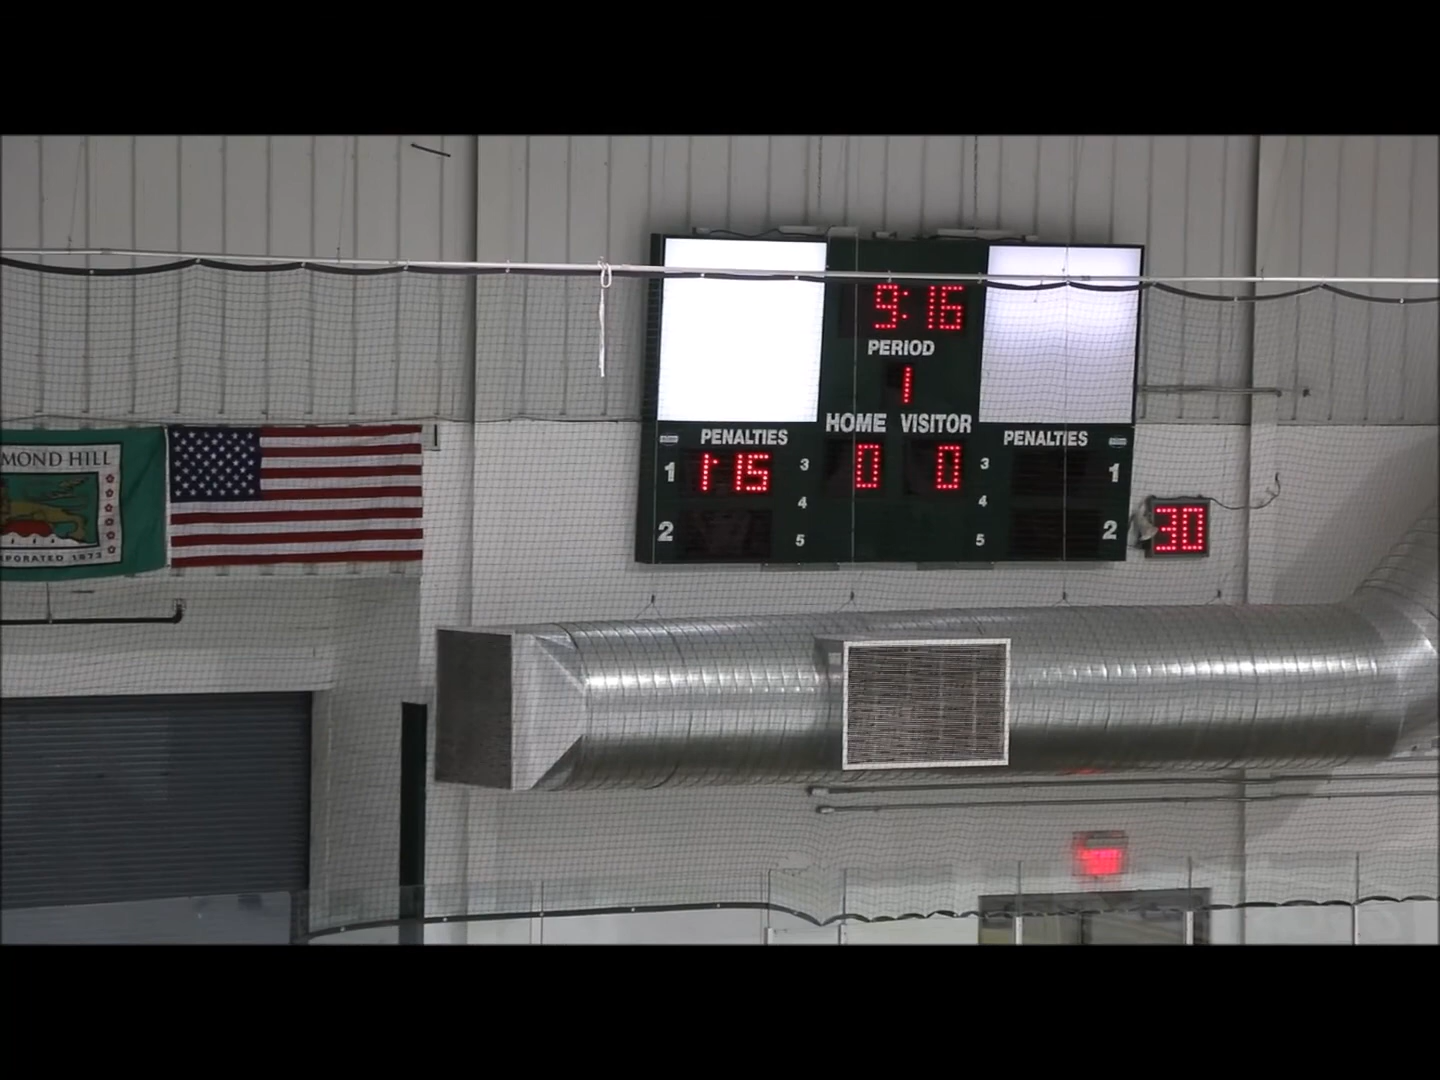 9:16
PERIOD
1
HOME VISITOR
0 0
PENALTIES
1 1:15 3
4
2 5
PENALTIES
3 1
4
5 2
30
MOND HILL
PORATED 1873